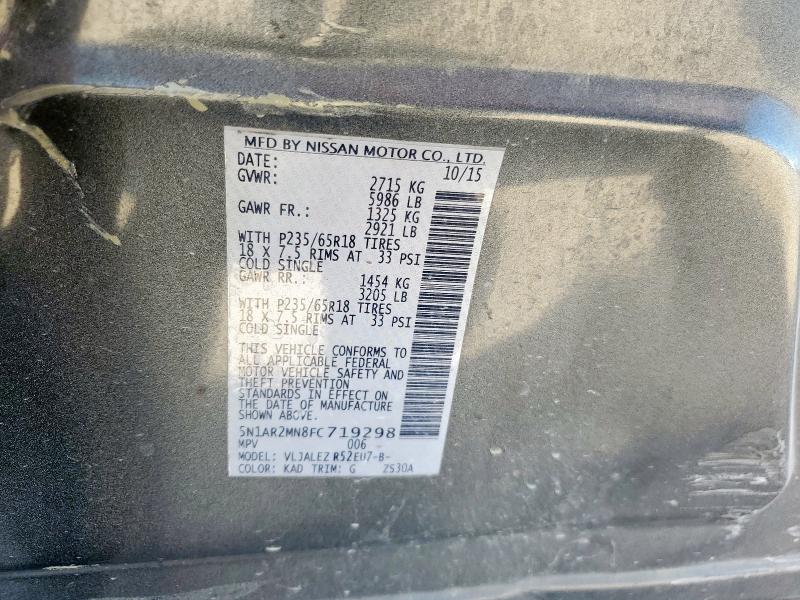 MFD BY NISSAN MOTOR CO., LTD.
DATE: 10/15
GVWR: 2715 KG
5986 LB
GAWR FR.: 1325 KG
2921 LB
WITH P235/65R18 TIRES
18 X 7.5 RIMS AT 33 PSI
COLD SINGLE
GAWR RR.: 1454 KG
3205 LB
WITH P235/65R18 TIRES
18 X 7.5 RIMS AT 33 PSI
COLD SINGLE
THIS VEHICLE CONFORMS TO
ALL APPLICABLE FEDERAL
MOTOR VEHICLE SAFETY AND
THEFT PREVENTION
STANDARDS IN EFFECT ON
THE DATE OF MANUFACTURE
SHOWN ABOVE.
5N1AR2MN8FC719298
MPV 006
MODEL: VLJALEZ R52EU7-B-
COLOR: KAD TRIM: G ZS30A